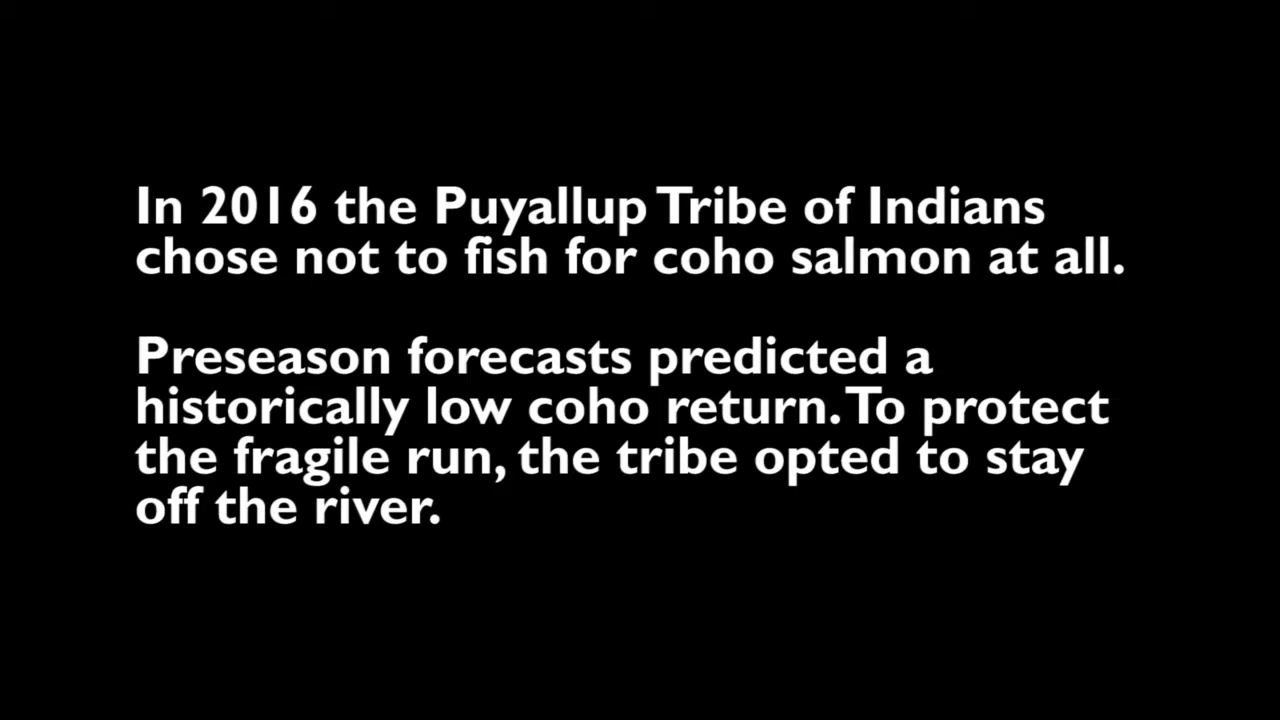 In 2016 the Puyallup Tribe of Indians
chose not to fish for coho salmon at all.
Preseason forecasts predicted a
historically low coho return. To protect
the fragile run, the tribe opted to stay
off the river.